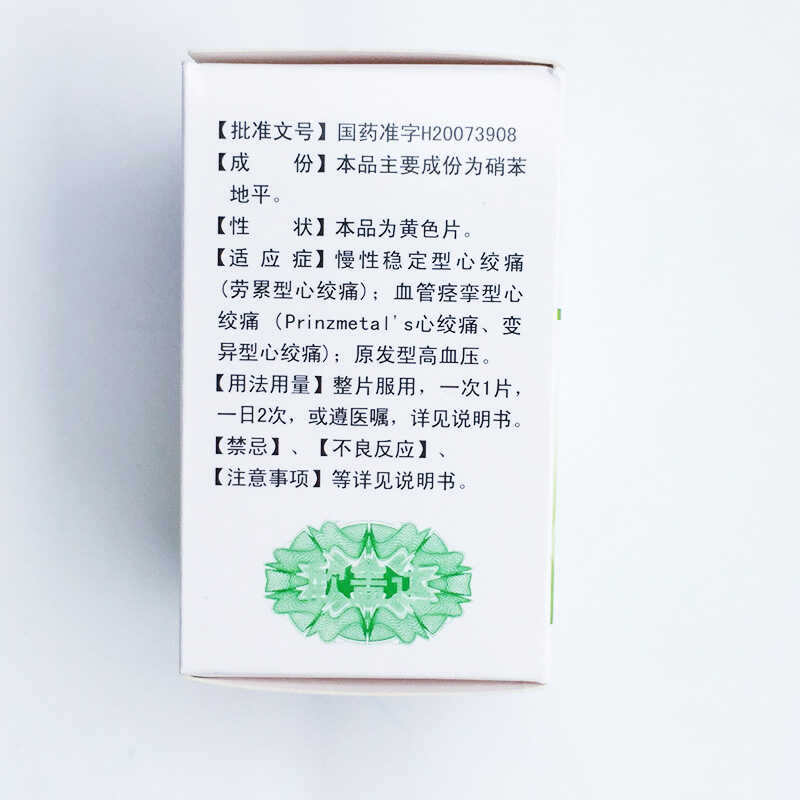 【批准文号】国药准字H20073908
【成　　份】本品主要成份为硝苯
地平。
【性　　状】本品为黄色片。
【适 应 症】慢性稳定型心绞痛
(劳累型心绞痛)；血管痉挛型心
绞痛 (Prinzmetal's心绞痛、变
异型心绞痛)；原发型高血压。
【用法用量】整片服用，一次1片，
一日2次，或遵医嘱，详见说明书。
【禁忌】、【不良反应】、
【注意事项】等详见说明书。